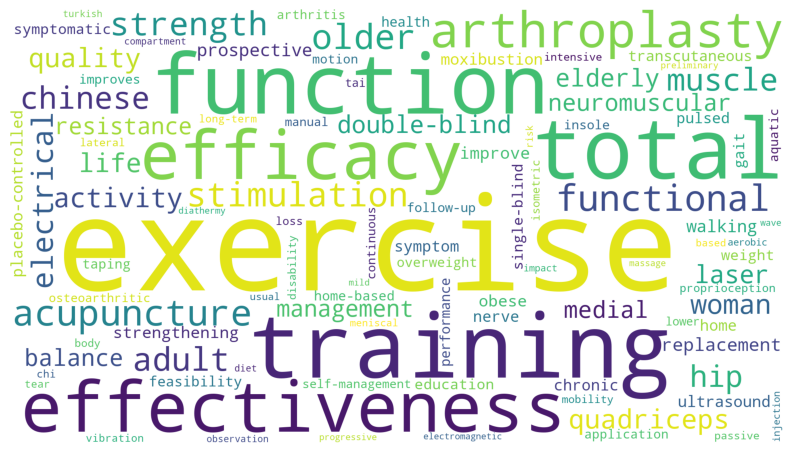 turkish
arthritis
health
symptomatic
strength
older
arthroplasty
compartment
prospective
moxibustion
intensive
transcutaneous
quality
function
motion
preliminary
improves
tai
elderly
muscle
chinese
neuromuscular
long-term
manual
double-blind
insole
pulsed
resistance
total
lateral
efficacy
improve
risk
gait
aquatic
life
placebo-controlled
electrical
activity
stimulation
isometric
functional
diathermy
follow-up
single-blind
loss
continuous
walking
wave
symptom
based
aerobic
exercise
taping
disability
overweight
impact
massage
weight
laser
mild
proprioception
osteoarthritic
usual
home-based
obese
woman
acupuncture
management
performance
nerve
medial
lower
home
meniscal
strengthening
training
replacement
body
balance
adult
chi
diet
feasibility
self-management
education
chronic
hip
tear
mobility
ultrasound
effectiveness
quadriceps
injection
vibration
observation
progressive
electromagnetic
application
passive